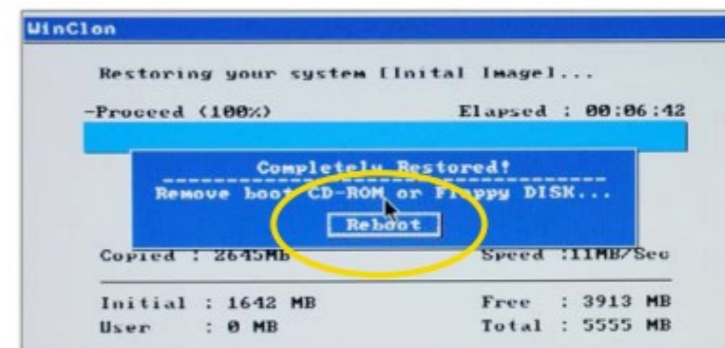 WinClon
Restoring your system [Inital Image]...
-Proceed (100%)
Elapsed : 00:06:42
Completely Restored!
Remove boot CD-ROM or Floppy DISK...
Reboot
Copied : 2645MB
Speed :11MB/Sec
Initial : 1642 MB
Free : 3913 MB
User : 0 MB
Total : 5555 MB